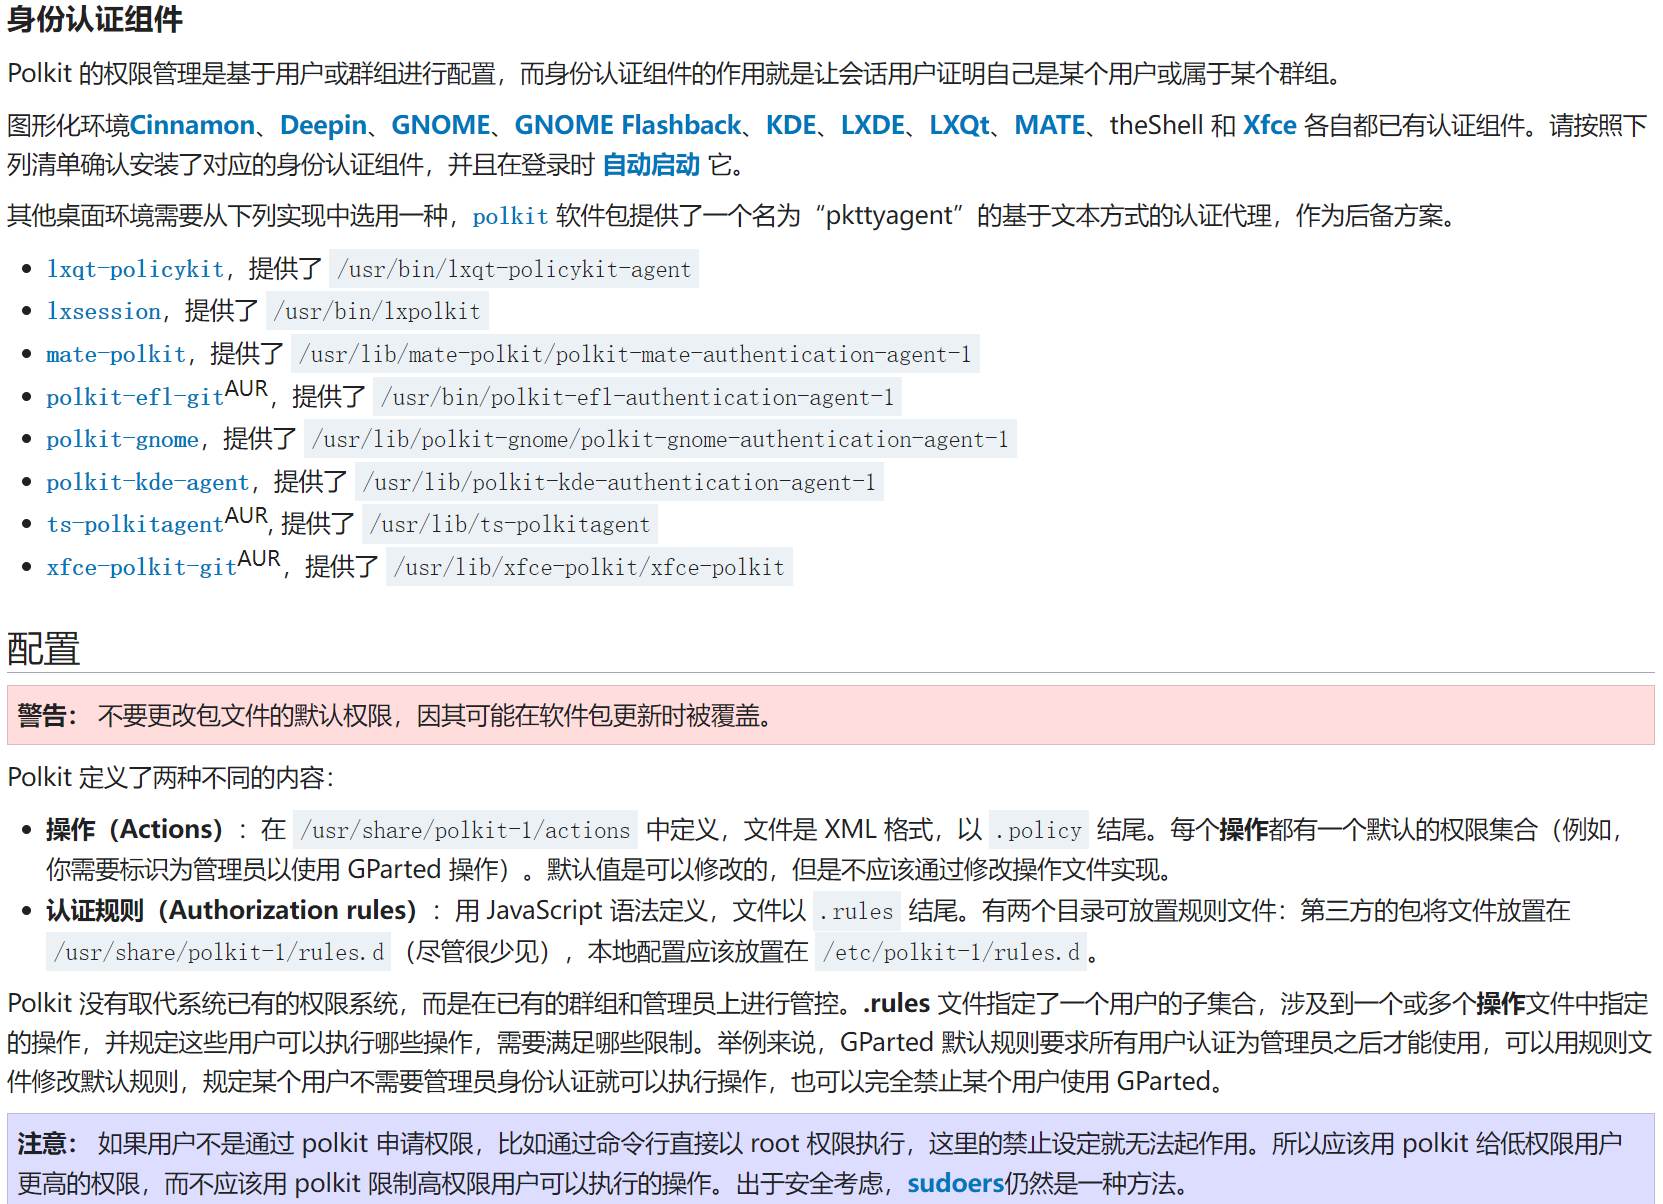 身份认证组件
Polkit 的权限管理是基于用户或群组进行配置，而身份认证组件的作用就是让会话用户证明自己是某个用户或属于某个群组。
图形化环境Cinnamon、Deepin、GNOME、GNOME Flashback、KDE、LXDE、LXQt、MATE、theShell 和 Xfce 各自都已有认证组件。请按照下
列清单确认安装了对应的身份认证组件，并且在登录时 自动启动 它。
其他桌面环境需要从下列实现中选用一种，polkit 软件包提供了一个名为“pkttyagent”的基于文本方式的认证代理，作为后备方案。
• lxqt-policykit，提供了 /usr/bin/lxqt-policykit-agent
• lxsession，提供了 /usr/bin/lxpolkit
• mate-polkit，提供了 /usr/lib/mate-polkit/polkit-mate-authentication-agent-1
• polkit-efl-gitAUR，提供了 /usr/bin/polkit-efl-authentication-agent-1
• polkit-gnome，提供了 /usr/lib/polkit-gnome/polkit-gnome-authentication-agent-1
• polkit-kde-agent，提供了 /usr/lib/polkit-kde-authentication-agent-1
• ts-polkitagentAUR, 提供了 /usr/lib/ts-polkitagent
• xfce-polkit-gitAUR，提供了 /usr/lib/xfce-polkit/xfce-polkit
配置
警告： 不要更改包文件的默认权限，因其可能在软件包更新时被覆盖。
Polkit 定义了两种不同的内容：
• 操作（Actions）：在 /usr/share/polkit-1/actions 中定义，文件是 XML 格式，以 .policy 结尾。每个操作都有一个默认的权限集合（例如，
你需要标识为管理员以使用 GParted 操作）。默认值是可以修改的，但是不应该通过修改操作文件实现。
• 认证规则（Authorization rules）：用 JavaScript 语法定义，文件以 .rules 结尾。有两个目录可放置规则文件：第三方的包将文件放置在
/usr/share/polkit-1/rules.d（尽管很少见），本地配置应该放置在 /etc/polkit-1/rules.d。
Polkit 没有取代系统已有的权限系统，而是在已有的群组和管理员上进行管控。.rules 文件指定了一个用户的子集合，涉及到一个或多个操作文件中指定
的操作，并规定这些用户可以执行哪些操作，需要满足哪些限制。举例来说，GParted 默认规则要求所有用户认证为管理员之后才能使用，可以用规则文
件修改默认规则，规定某个用户不需要管理员身份认证就可以执行操作，也可以完全禁止某个用户使用 GParted。
注意： 如果用户不是通过 polkit 申请权限，比如通过命令行直接以 root 权限执行，这里的禁止设定就无法起作用。所以应该用 polkit 给低权限用户
更高的权限，而不应该用 polkit 限制高权限用户可以执行的操作。出于安全考虑，sudoers仍然是一种方法。